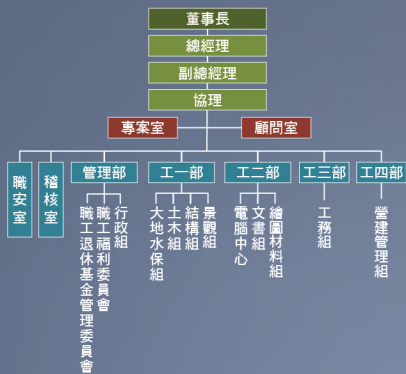 董事長
總經理
副總經理
協理
專案室
顧問室
職安室
稽核室
管理部
工一部
工二部
工三部
工四部
職工退休基金管理委員會
職工福利委員會
行政組
大地水保組
土木組
結構組
景觀組
電腦中心
文書組
繪圖材料組
工務組
營建管理組